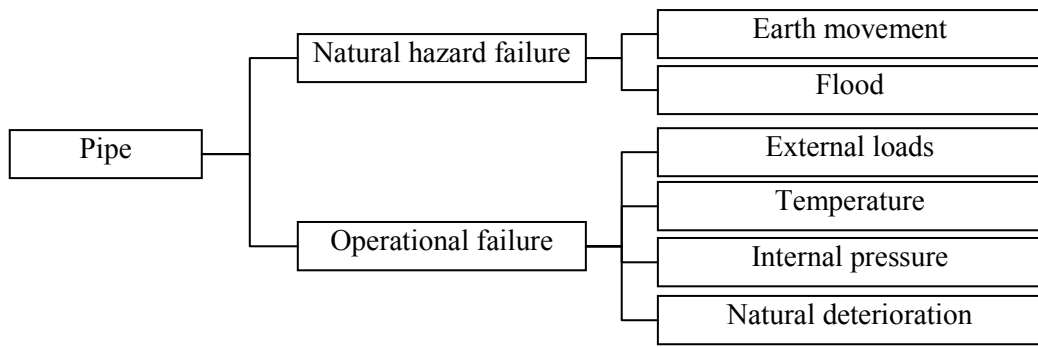 Pipe
Natural hazard failure
Earth movement
Flood
Operational failure
External loads
Temperature
Internal pressure
Natural deterioration